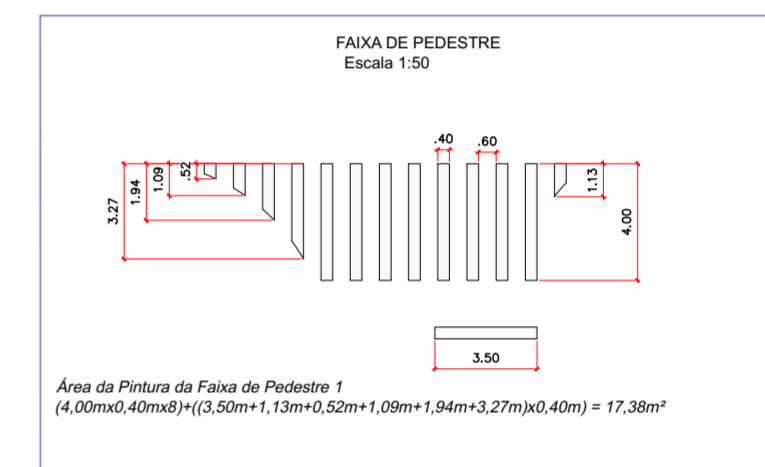 FAIXA DE PEDESTRE
Escala 1:50
.40
.60
.52
1.09
1.94
3.27
1.13
4.00
3.50
Área da Pintura da Faixa de Pedestre 1
(4,00mx0,40mx8)+((3,50m+1,13m+0,52m+1,09m+1,94m+3,27m)x0,40m) = 17,38m²